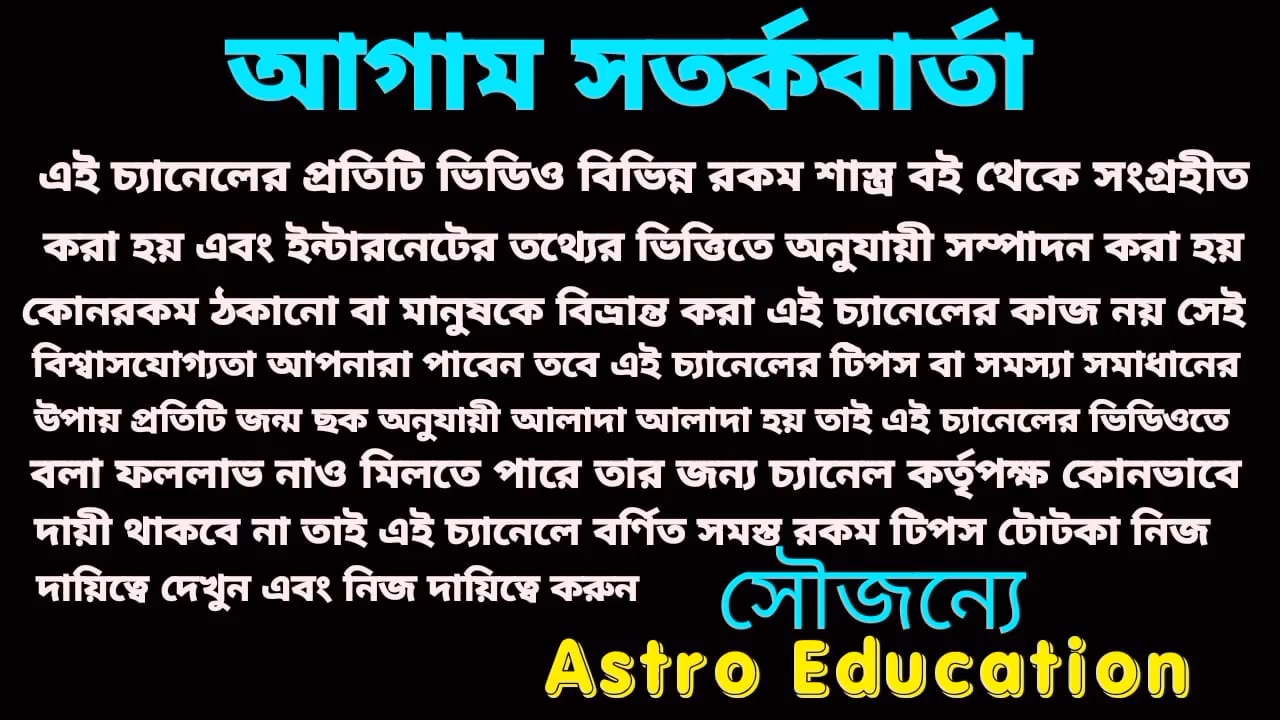 আগাম সতর্কবার্তা
এই চ্যানেলের প্রতিটি ভিডিও বিভিন্ন রকম শাস্ত্র বই থেকে সংগ্রহীত
করা হয় এবং ইন্টারনেটের তথ্যের ভিত্তিতে অনুযায়ী সম্পাদন করা হয়
কোনরকম ঠকানো বা মানুষকে বিভ্রান্ত করা এই চ্যানেলের কাজ নয় সেই
বিশ্বাসযোগ্যতা আপনারা পাবেন তবে এই চ্যানেলের টিপস বা সমস্যা সমাধানের
উপায় প্রতিটি জন্ম ছক অনুযায়ী আলাদা আলাদা হয় তাই এই চ্যানেলের ভিডিওতে
বলা ফললাভ নাও মিলতে পারে তার জন্য চ্যানেল কর্তৃপক্ষ কোনভাবে
দায়ী থাকবে না তাই এই চ্যানেলে বর্ণিত সমস্ত রকম টিপস টোটকা নিজ
দায়িত্বে দেখুন এবং নিজ দায়িত্বে করুন
সৌজন্যে
Astro Education